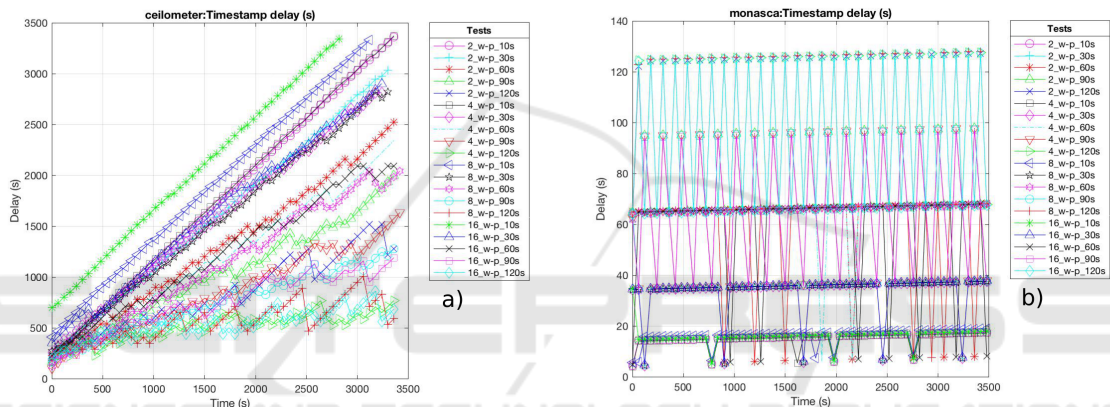 ceilometer:Timestamp delay (s)
3500
3000
2500
2000
1500
1000
500
0
Delay (s)
0 500 1000 1500 2000 2500 3000 3500
Time (s)
Tests
2_w-p_10s
2_w-p_30s
2_w-p_60s
2_w-p_90s
2_w-p_120s
4_w-p_10s
4_w-p_30s
4_w-p_60s
4_w-p_90s
4_w-p_120s
8_w-p_10s
8_w-p_30s
8_w-p_60s
8_w-p_90s
8_w-p_120s
16_w-p_10s
16_w-p_30s
16_w-p_60s
16_w-p_90s
16_w-p_120s
a)
monasca:Timestamp delay (s)
140
120
100
80
60
40
20
0
Delay (s)
0 500 1000 1500 2000 2500 3000 3500
Time (s)
Tests
2_w-p_10s
2_w-p_30s
2_w-p_60s
2_w-p_90s
2_w-p_120s
4_w-p_10s
4_w-p_30s
4_w-p_60s
4_w-p_90s
4_w-p_120s
8_w-p_10s
8_w-p_30s
8_w-p_60s
8_w-p_90s
8_w-p_120s
16_w-p_10s
16_w-p_30s
16_w-p_60s
16_w-p_90s
16_w-p_120s
b)